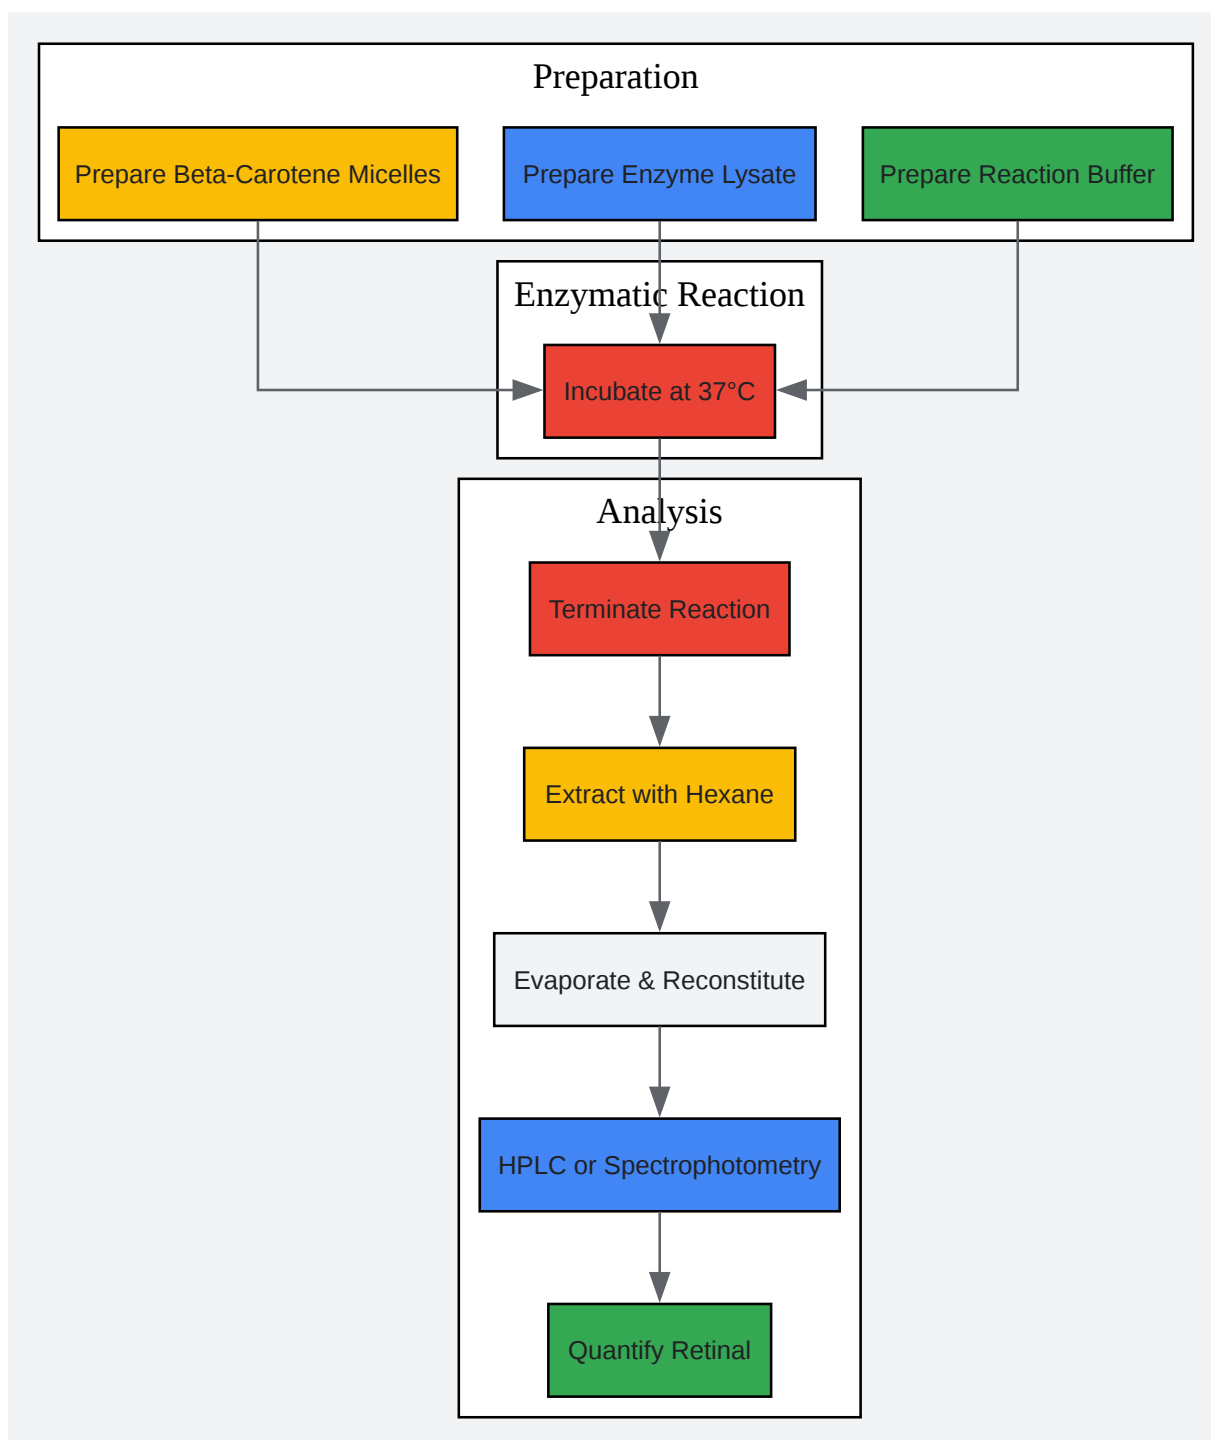 Preparation
Prepare Beta-Carotene Micelles
Prepare Enzyme Lysate
Prepare Reaction Buffer
Enzymatic Reaction
Incubate at 37°C
Analysis
Terminate Reaction
Extract with Hexane
Evaporate & Reconstitute
HPLC or Spectrophotometry
Quantify Retinal